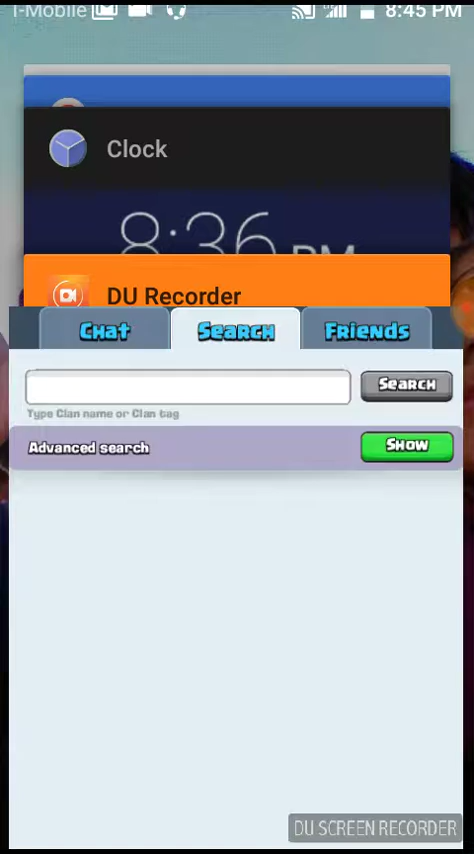 T-Mobile 8:45 PM
Clock
8:36 PM
DU Recorder
Chat Search Friends
Search
Type Clan name or Clan tag
Advanced search Show
DU SCREEN RECORDER